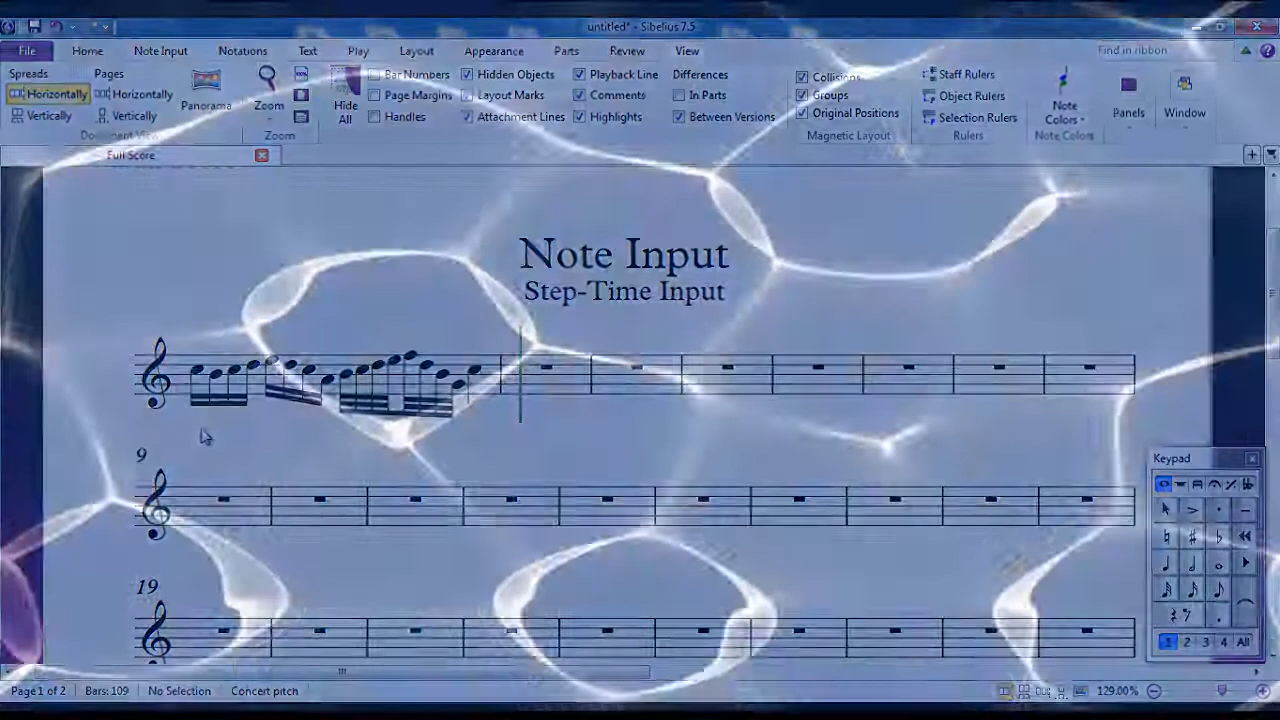 untitled* - Sibelius 7.5
File Home Note Input Notations Text Play Layout Appearance Parts Review View Find in ribbon
Spreads Pages Bar Numbers Hidden Objects Playback Line Differences Collisions Staff Rulers
Horizontally Horizontally Panorama Zoom Hide All Page Margins Layout Marks Comments In Parts Groups Object Rulers Note Colors Panels Window
Vertically Vertically Handles Attachment Lines Highlights Between Versions Original Positions Selection Rulers
Document View Zoom Magnetic Layout Rulers Note Colors
Full Score
Note Input
Step-Time Input
9
Keypad
19
1 2 3 4 All
Page 1 of 2 Bars: 109 No Selection Concert pitch 129.00%